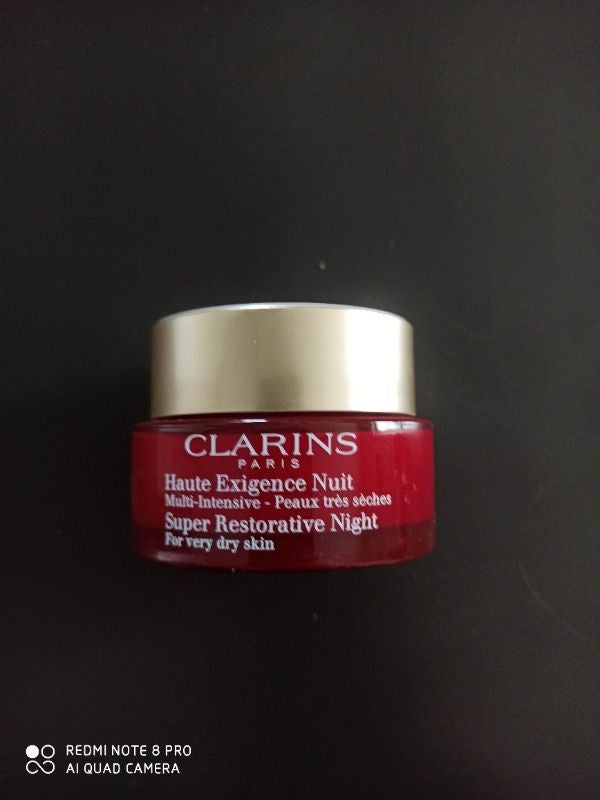 CLARINS
PARIS
Haute Exigence Nuit
Multi-Intensive - Peaux très sèches
Super Restorative Night
For very dry skin
REDMI NOTE 8 PRO
AI QUAD CAMERA